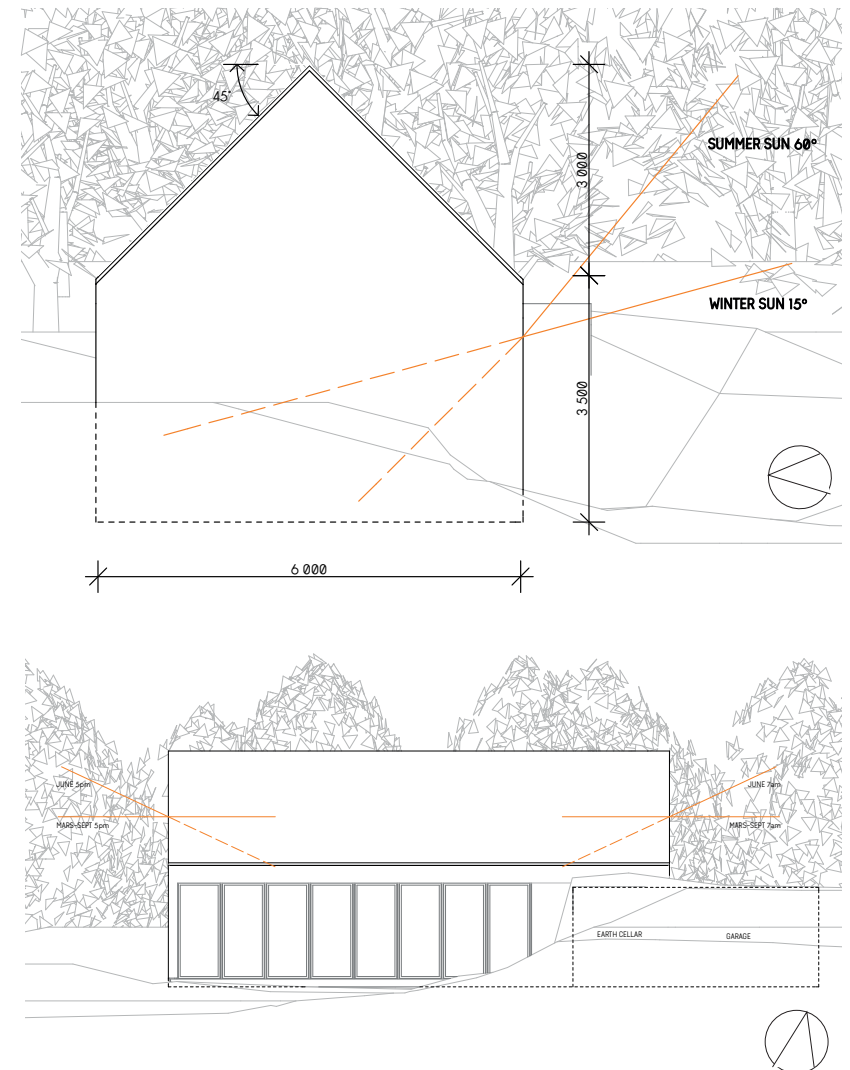 45°
3 000
SUMMER SUN 60°
WINTER SUN 15°
3 500
6 000
JUNE 5pm
JUNE 7am
MARS-SEPT 5pm
MARS-SEPT 7am
EARTH CELLAR
GARAGE